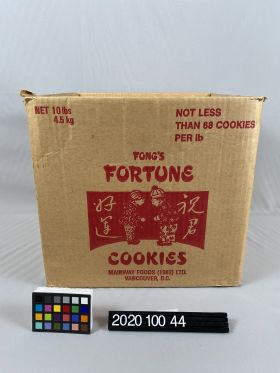 NET 10 lbs
4.5 kg
NOT LESS
THAN 68 COOKIES
PER lb
FONG'S
FORTUNE
祝君
好運
COOKIES
MAINWAY FOODS (1982) LTD.
VANCOUVER, B.C.
2020 100 44